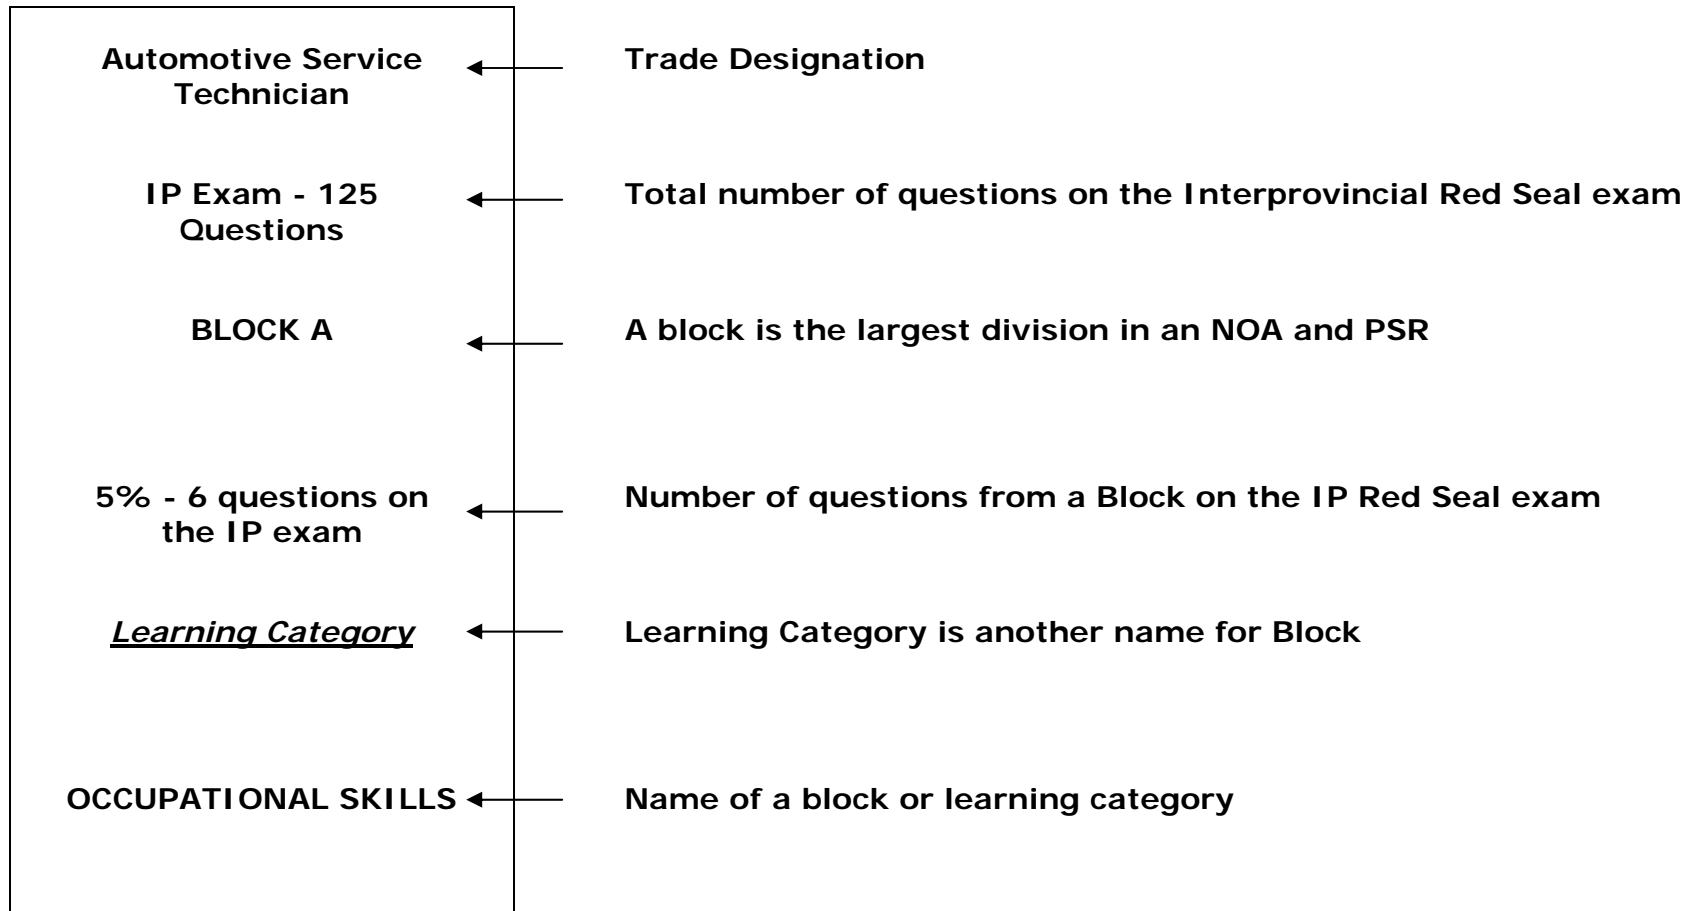 Automotive Service Trade Designation
Technician
IP Exam - 125 Total number of questions on the Interprovincial Red Seal exam
Questions
BLOCK A A block is the largest division in an NOA and PSR
5% - 6 questions on Number of questions from a Block on the IP Red Seal exam
the IP exam
Learning Category Learning Category is another name for Block
OCCUPATIONAL SKILLS Name of a block or learning category